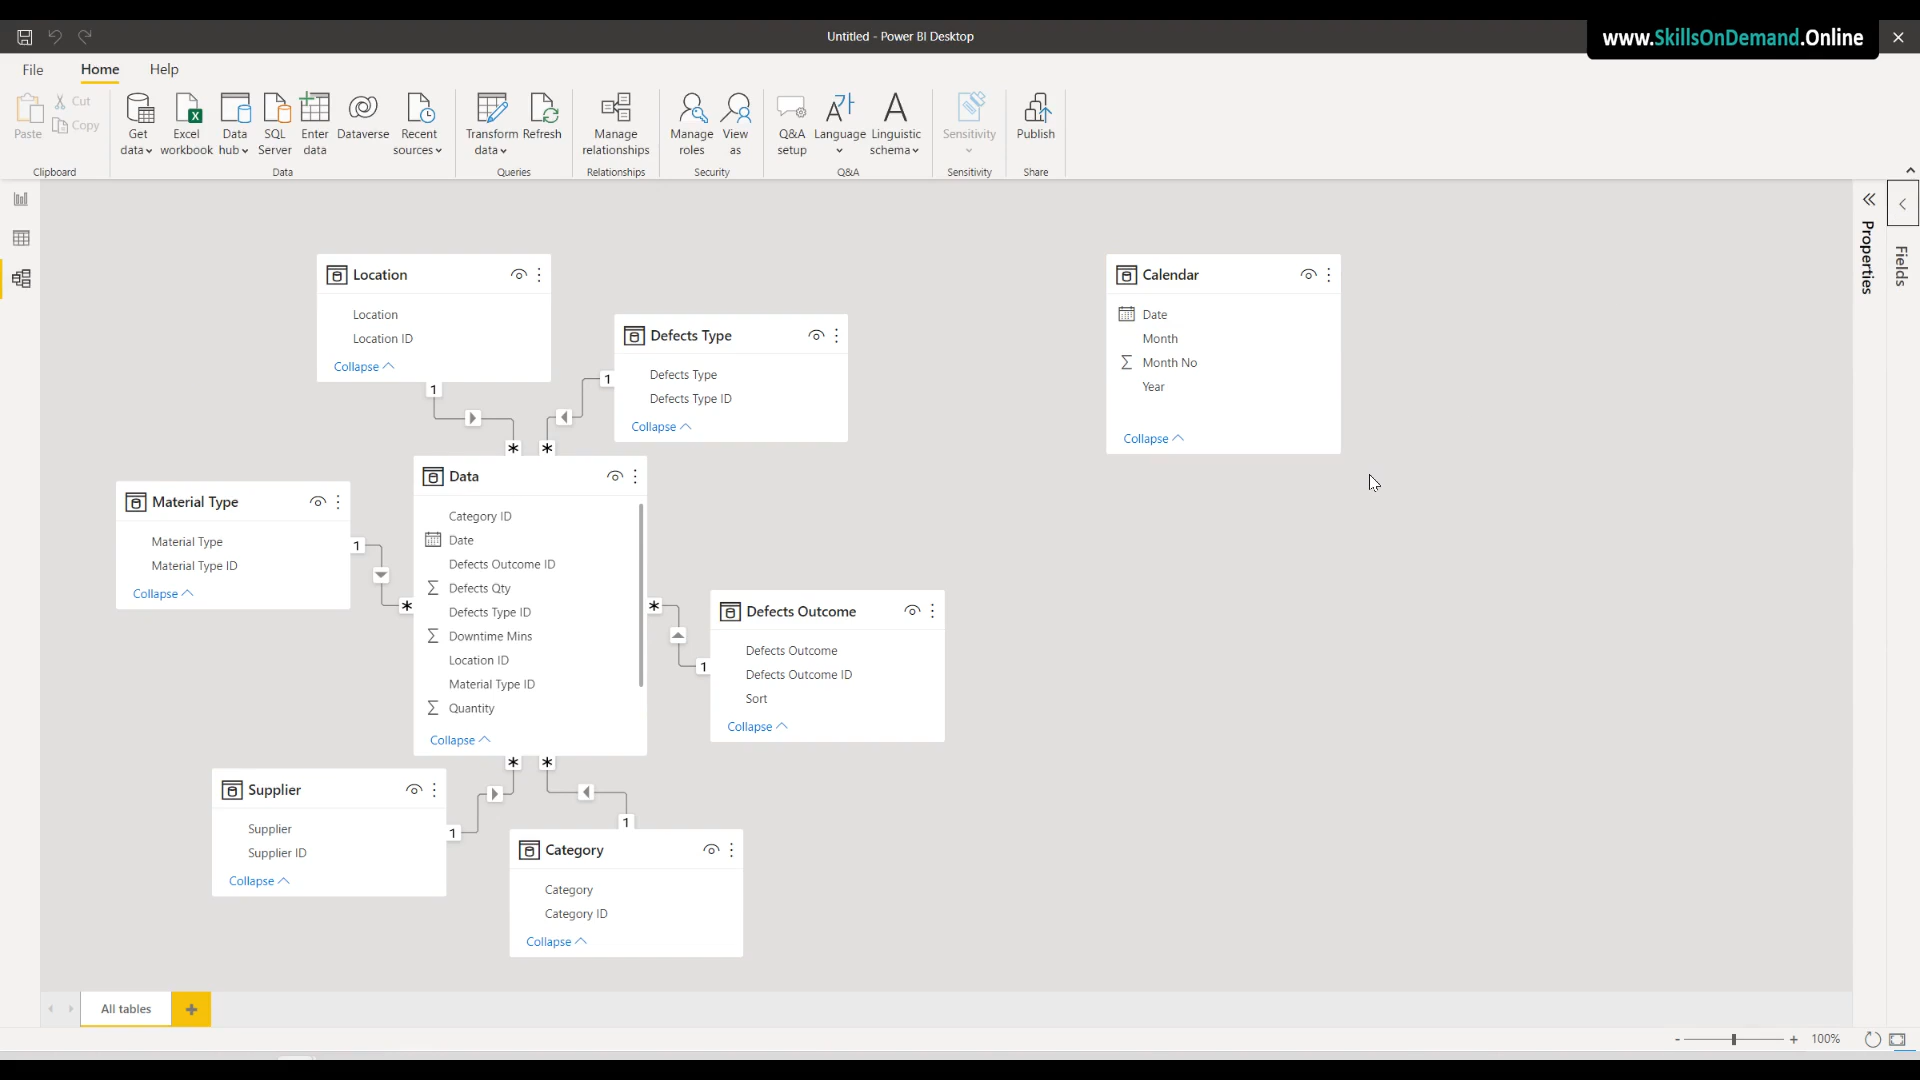 Untitled - Power BI Desktop
www.SkillsOnDemand.Online
File
Home
Help
Paste
Cut
Copy
Clipboard
Get data
Excel workbook
Data hub
SQL Server
Enter data
Dataverse
Recent sources
Data
Transform data
Refresh
Queries
Manage relationships
Relationships
Manage roles
View as
Security
Q&A setup
Language
Linguistic schema
Q&A
Sensitivity
Sensitivity
Publish
Share
Properties
Fields
Location
Location
Location ID
Collapse
1
*
Defects Type
Defects Type
Defects Type ID
Collapse
1
*
Calendar
Date
Month
Month No
Year
Collapse
Material Type
Material Type
Material Type ID
Collapse
1
*
Data
Category ID
Date
Defects Outcome ID
Defects Qty
Defects Type ID
Downtime Mins
Location ID
Material Type ID
Quantity
Collapse
*
1
Defects Outcome
Defects Outcome
Defects Outcome ID
Sort
Collapse
*
*
Supplier
Supplier
Supplier ID
Collapse
1
1
Category
Category
Category ID
Collapse
All tables
100%